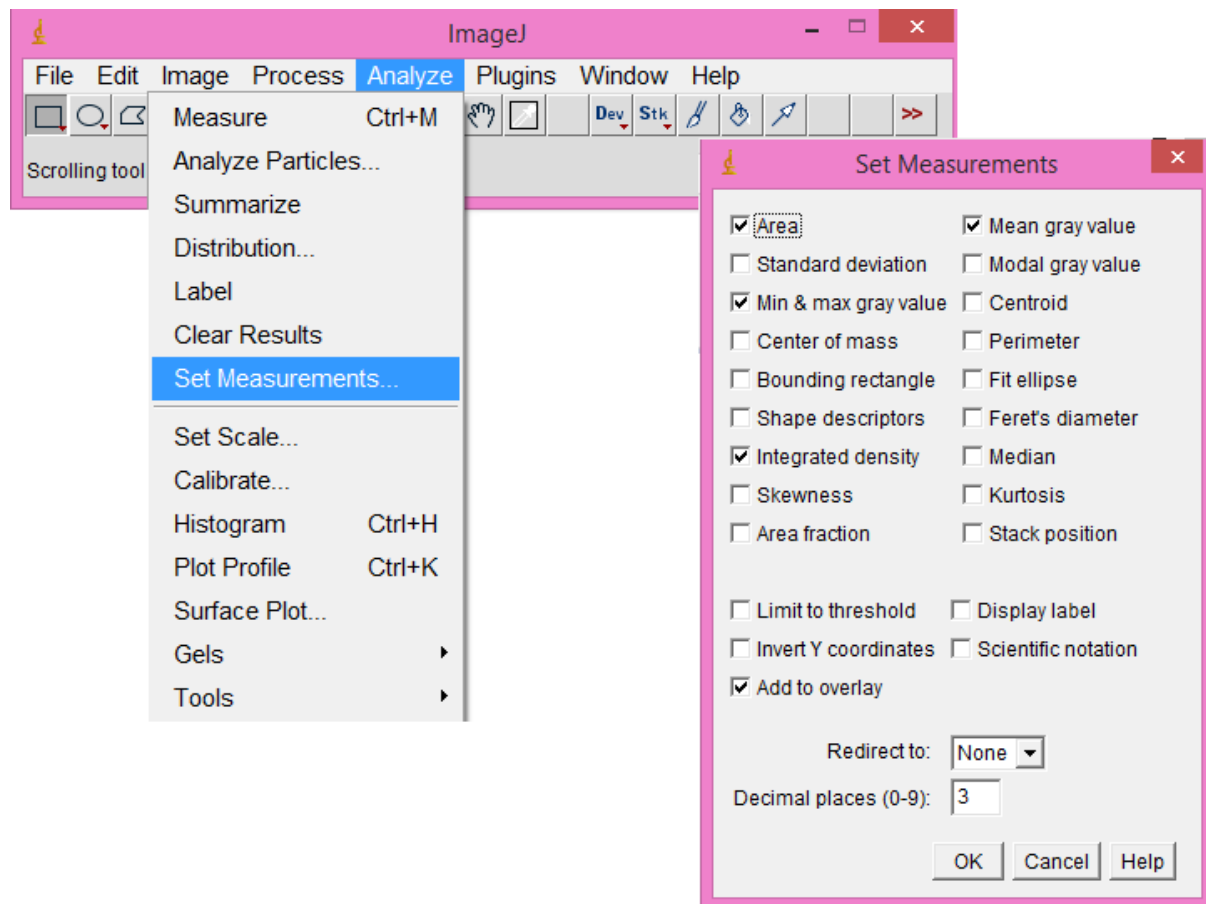 ImageJ
File Edit Image Process Analyze Plugins Window Help
Dev Stk >>
Scrolling tool
Measure Ctrl+M
Analyze Particles...
Summarize
Distribution...
Label
Clear Results
Set Measurements...
Set Scale...
Calibrate...
Histogram Ctrl+H
Plot Profile Ctrl+K
Surface Plot...
Gels
Tools
Set Measurements
Area Mean gray value
Standard deviation Modal gray value
Min & max gray value Centroid
Center of mass Perimeter
Bounding rectangle Fit ellipse
Shape descriptors Feret's diameter
Integrated density Median
Skewness Kurtosis
Area fraction Stack position
Limit to threshold Display label
Invert Y coordinates Scientific notation
Add to overlay
Redirect to: None
Decimal places (0-9): 3
OK Cancel Help